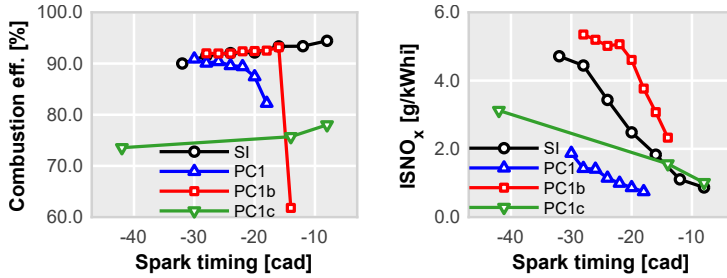 Combustion eff. [%]
100.0
90.0
80.0
70.0
60.0
SI
PC1
PC1b
PC1c
-40
-30
-20
-10
Spark timing [cad]
ISNOx [g/kWhi]
6.0
4.0
2.0
0.0
SI
PC1
PC1b
PC1c
-40
-30
-20
-10
Spark timing [cad]